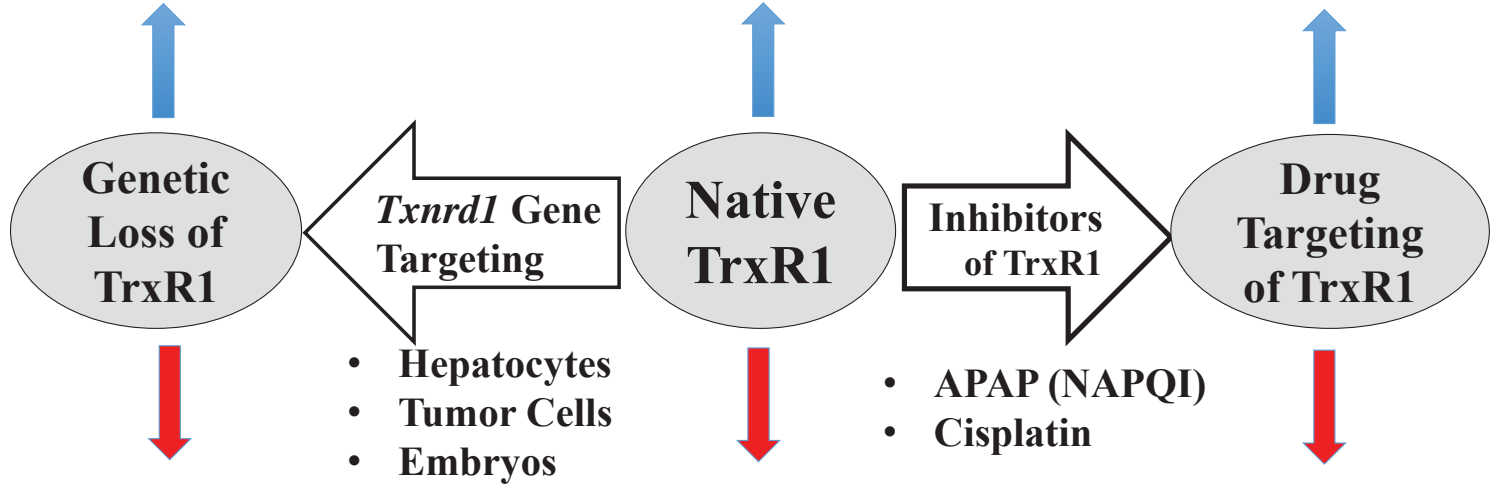 Genetic
Loss of
TrxR1
Txnrd1 Gene
Targeting
Native
TrxR1
Inhibitors
of TrxR1
Drug
Targeting
of TrxR1
• Hepatocytes
• Tumor Cells
• Embryos
• APAP (NAPQI)
• Cisplatin